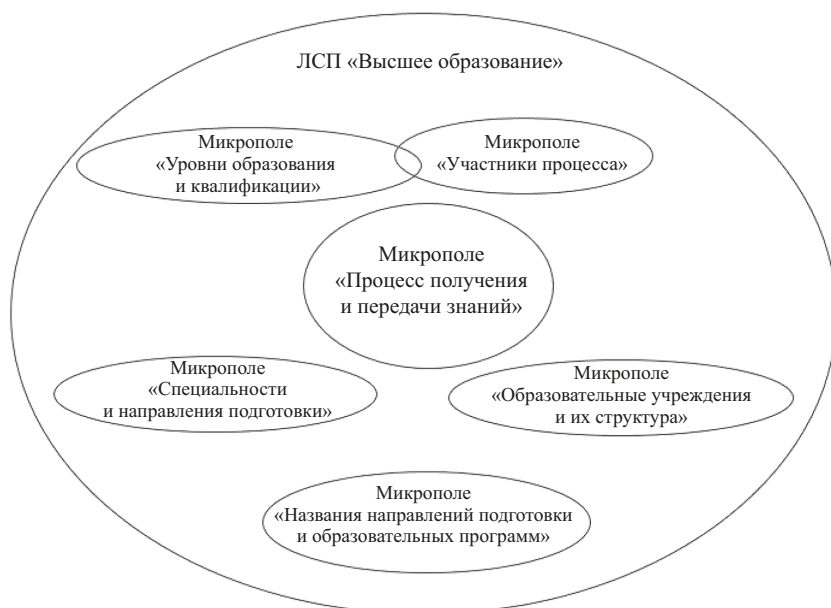 ЛСП «Высшее образование»
Микрополе
«Уровни образования
и квалификации»
Микрополе
«Участники процесса»
Микрополе
«Процесс получения
и передачи знаний»
Микрополе
«Специальности
и направления подготовки»
Микрополе
«Образовательные учреждения
и их структура»
Микрополе
«Названия направлений подготовки
и образовательных программ»